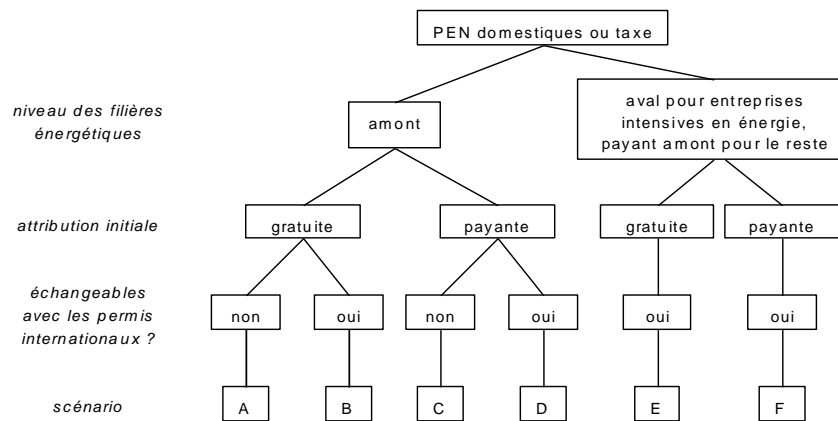 PEN domestiques ou taxe
niveau des filières
énergétiques
amont
aval pour entreprises
intensives en énergie,
payant amont pour le reste
attribution initiale
gratuite
payante
gratuite
payante
échangeables
avec les permis
internationaux ?
non
oui
non
oui
oui
oui
scénario
A
B
C
D
E
F